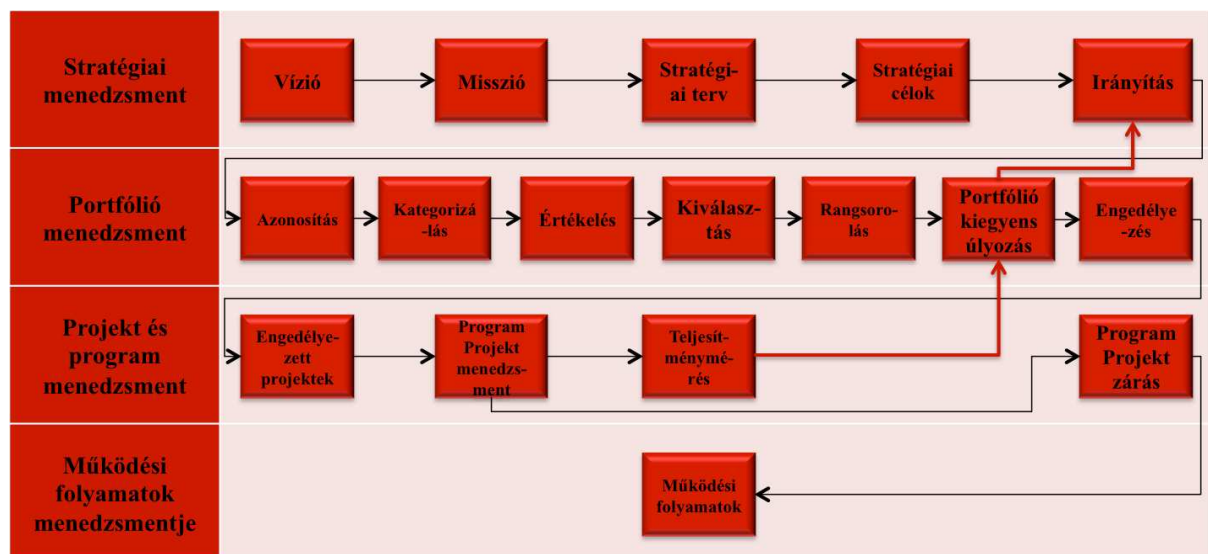 Stratégiai
menedzsment
Vízió
Misszió
Stratégi-
ai terv
Stratégiai
célok
Irányítás
Portfólió
menedzsment
Azonosítás
Kategorizá
-lás
Értékelés
Kiválasz-
tás
Rangsoro-
lás
Portfólió
kiegyens
úlyozás
Engedélye
-zés
Projekt és
program
menedzsment
Engedélye-
zett
projektek
Program
Projekt
menedzs-
ment
Teljesít-
ménymé-
rés
Program
Projekt
zárás
Működési
folyamatok
menedzsmentje
Működési
folyamatok